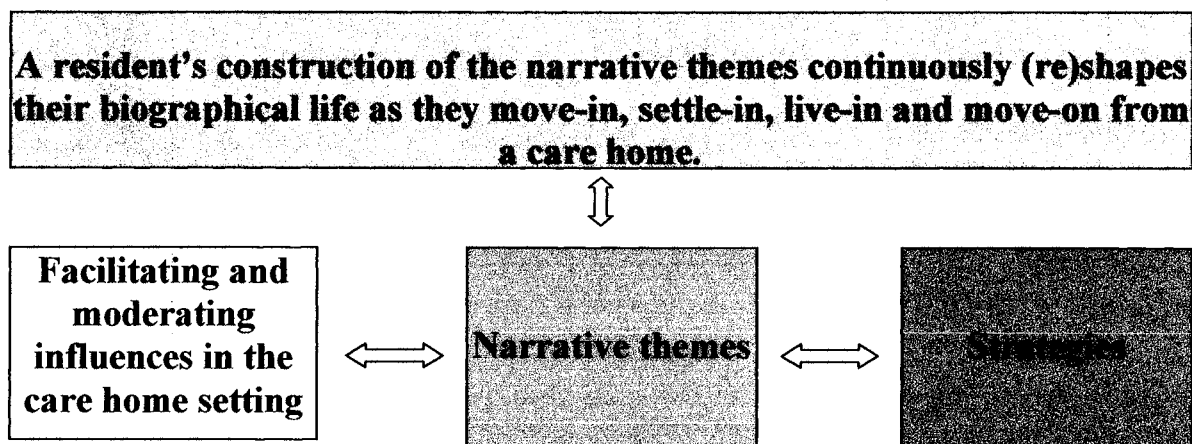 A resident's construction of the narrative themes continuously (re)shapes
their biographical life as they move-in, settle-in, live-in and move-on from
a care home.
Facilitating and
moderating
influences in the
care home setting
Narrative themes
Strategies